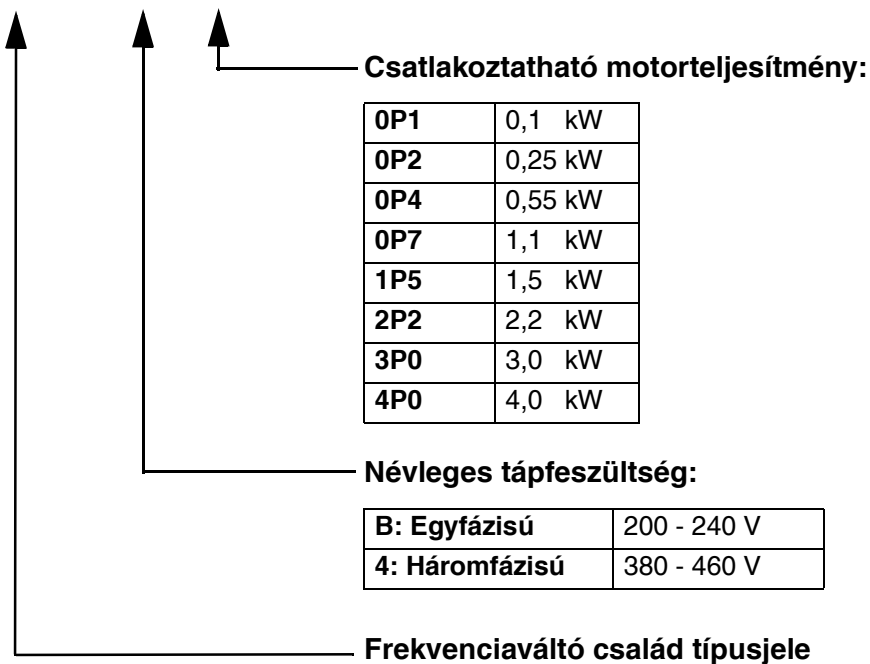 Csatlakoztatható motorteljesítmény:
0P1 0,1 kW
0P2 0,25 kW
0P4 0,55 kW
0P7 1,1 kW
1P5 1,5 kW
2P2 2,2 kW
3P0 3,0 kW
4P0 4,0 kW
Névleges tápfeszültség:
B: Egyfázisú 200 - 240 V
4: Háromfázisú 380 - 460 V
Frekvenciaváltó család típusjele